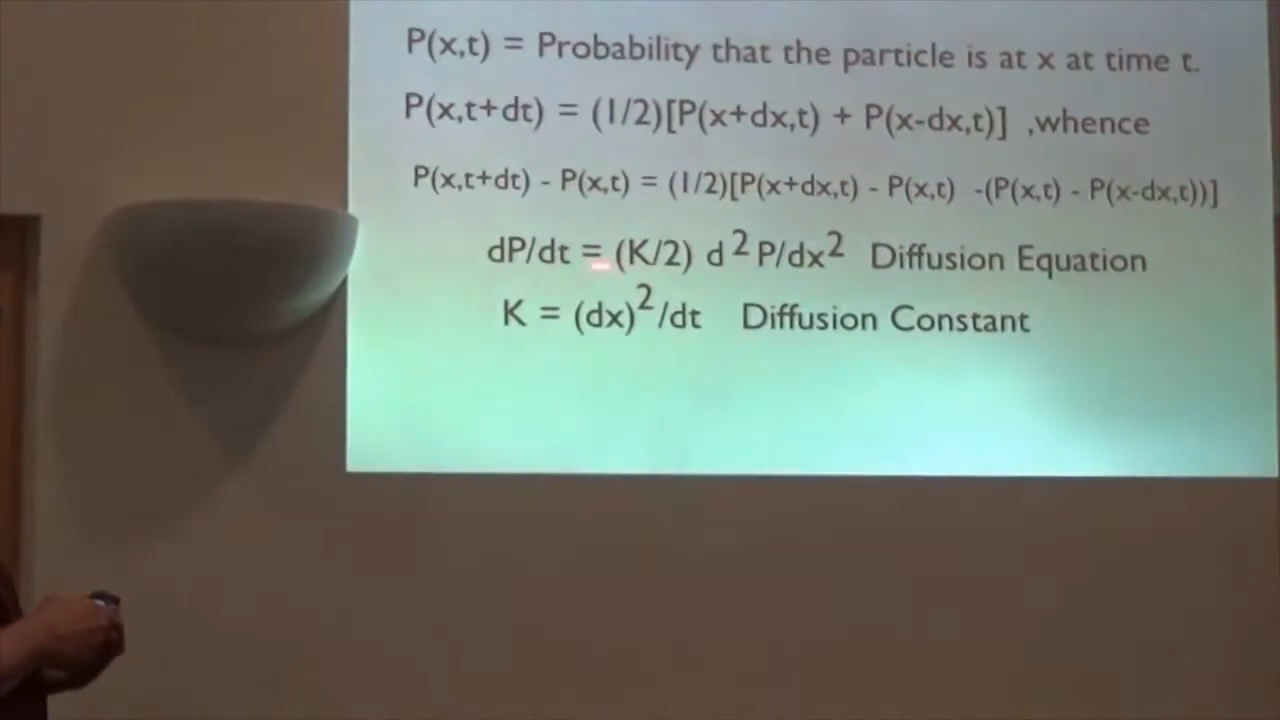 P(x,t) = Probability that the particle is at x at time t.
P(x,t+dt) = (1/2)[P(x+dx,t) + P(x-dx,t)] ,whence
P(x,t+dt) - P(x,t) = (1/2)[P(x+dx,t) - P(x,t) -(P(x,t) - P(x-dx,t))]
dP/dt = (K/2) d²P/dx² Diffusion Equation
K = (dx)²/dt Diffusion Constant